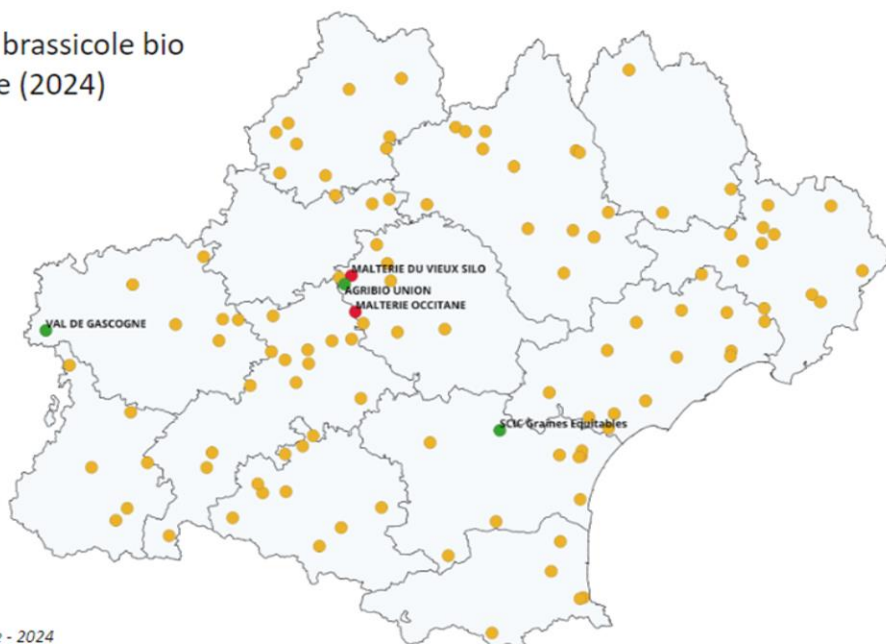 brassicole bio
e (2024)
MALTERIE DU VIEUX SILO
AGRIBIO UNION
MALTERIE OCCITANE
VAL DE GASCOGNE
SCIC Graines Equitables
e - 2024